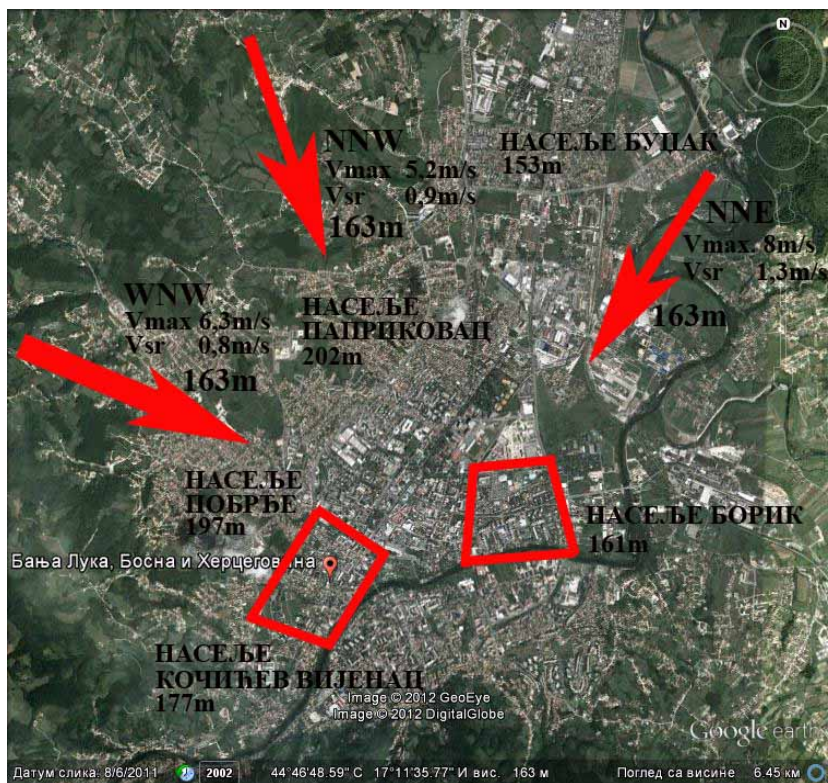 N
NNW
Vmax 5,2m/s
Vsr 0,9m/s
163m
НАСЕЉЕ БУЏАК
153m
NNE
Vmax. 8m/s
Vsr 1,3m/s
163m
WNW
Vmax 6,3m/s
Vsr 0,8m/s
163m
НАСЕЉЕ
ПАПРИКОВАЦ
202m
НАСЕЉЕ
ПОБРЂЕ
197m
НАСЕЉЕ БОРИК
161m
Бања Лука, Босна и Херцеговина
НАСЕЉЕ
КОЧИЋЕВ ВИЈЕНАЦ
177m
Image © 2012 GeoEye
Image © 2012 DigitalGlobe
Google earth
Датум слика: 8/6/2011 2002 44°46'48.59" С 17°11'35.77" И вис. 163 м Поглед са висине 6.45 км